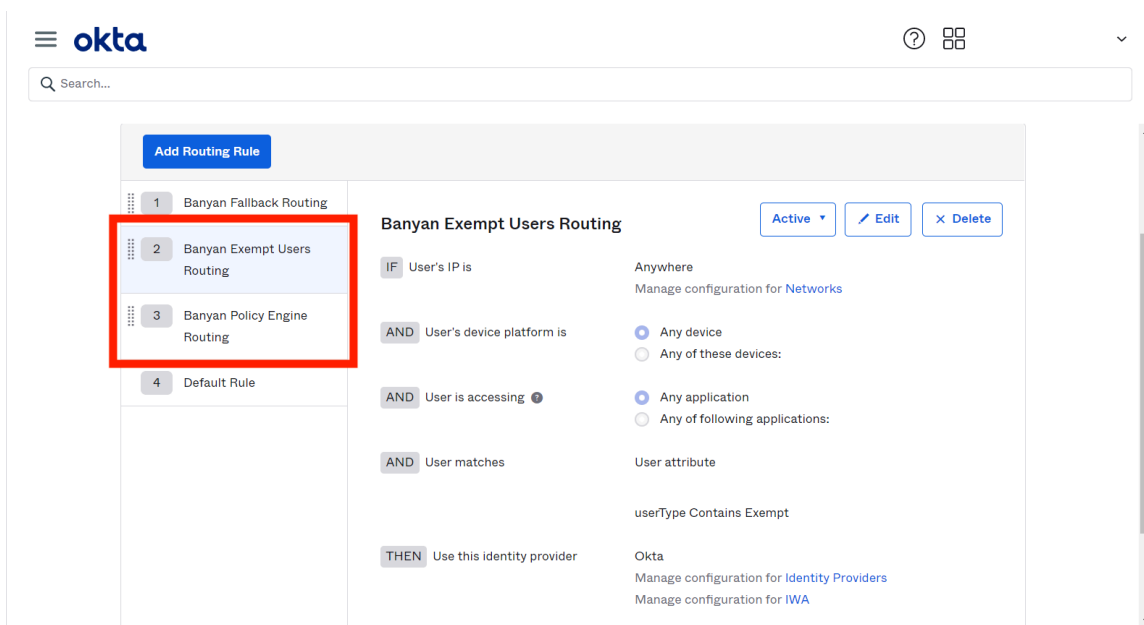 okta
Search...
Add Routing Rule
1 Banyan Fallback Routing
2 Banyan Exempt Users
Routing
3 Banyan Policy Engine
Routing
4 Default Rule
Banyan Exempt Users Routing
Active
Edit
Delete
IF User's IP is
Anywhere
Manage configuration for Networks
AND User's device platform is
Any device
Any of these devices:
AND User is accessing ?
Any application
Any of following applications:
AND User matches
User attribute
userType Contains Exempt
THEN Use this identity provider
Okta
Manage configuration for Identity Providers
Manage configuration for IWA